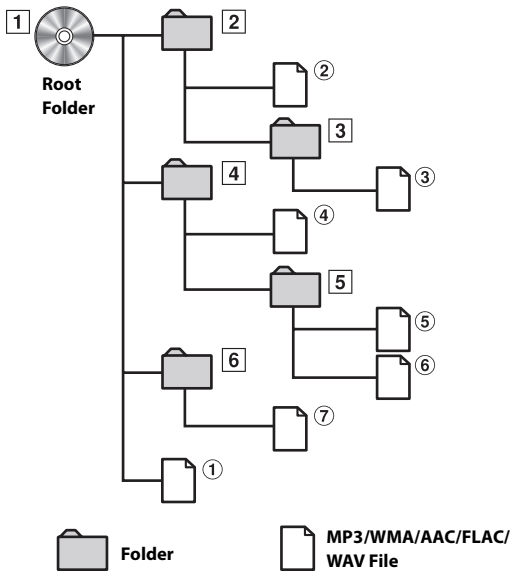 1
2
Root
Folder
②
3
③
4
④
5
⑤
⑥
6
⑦
①
Folder
MP3/WMA/AAC/FLAC/
WAV File